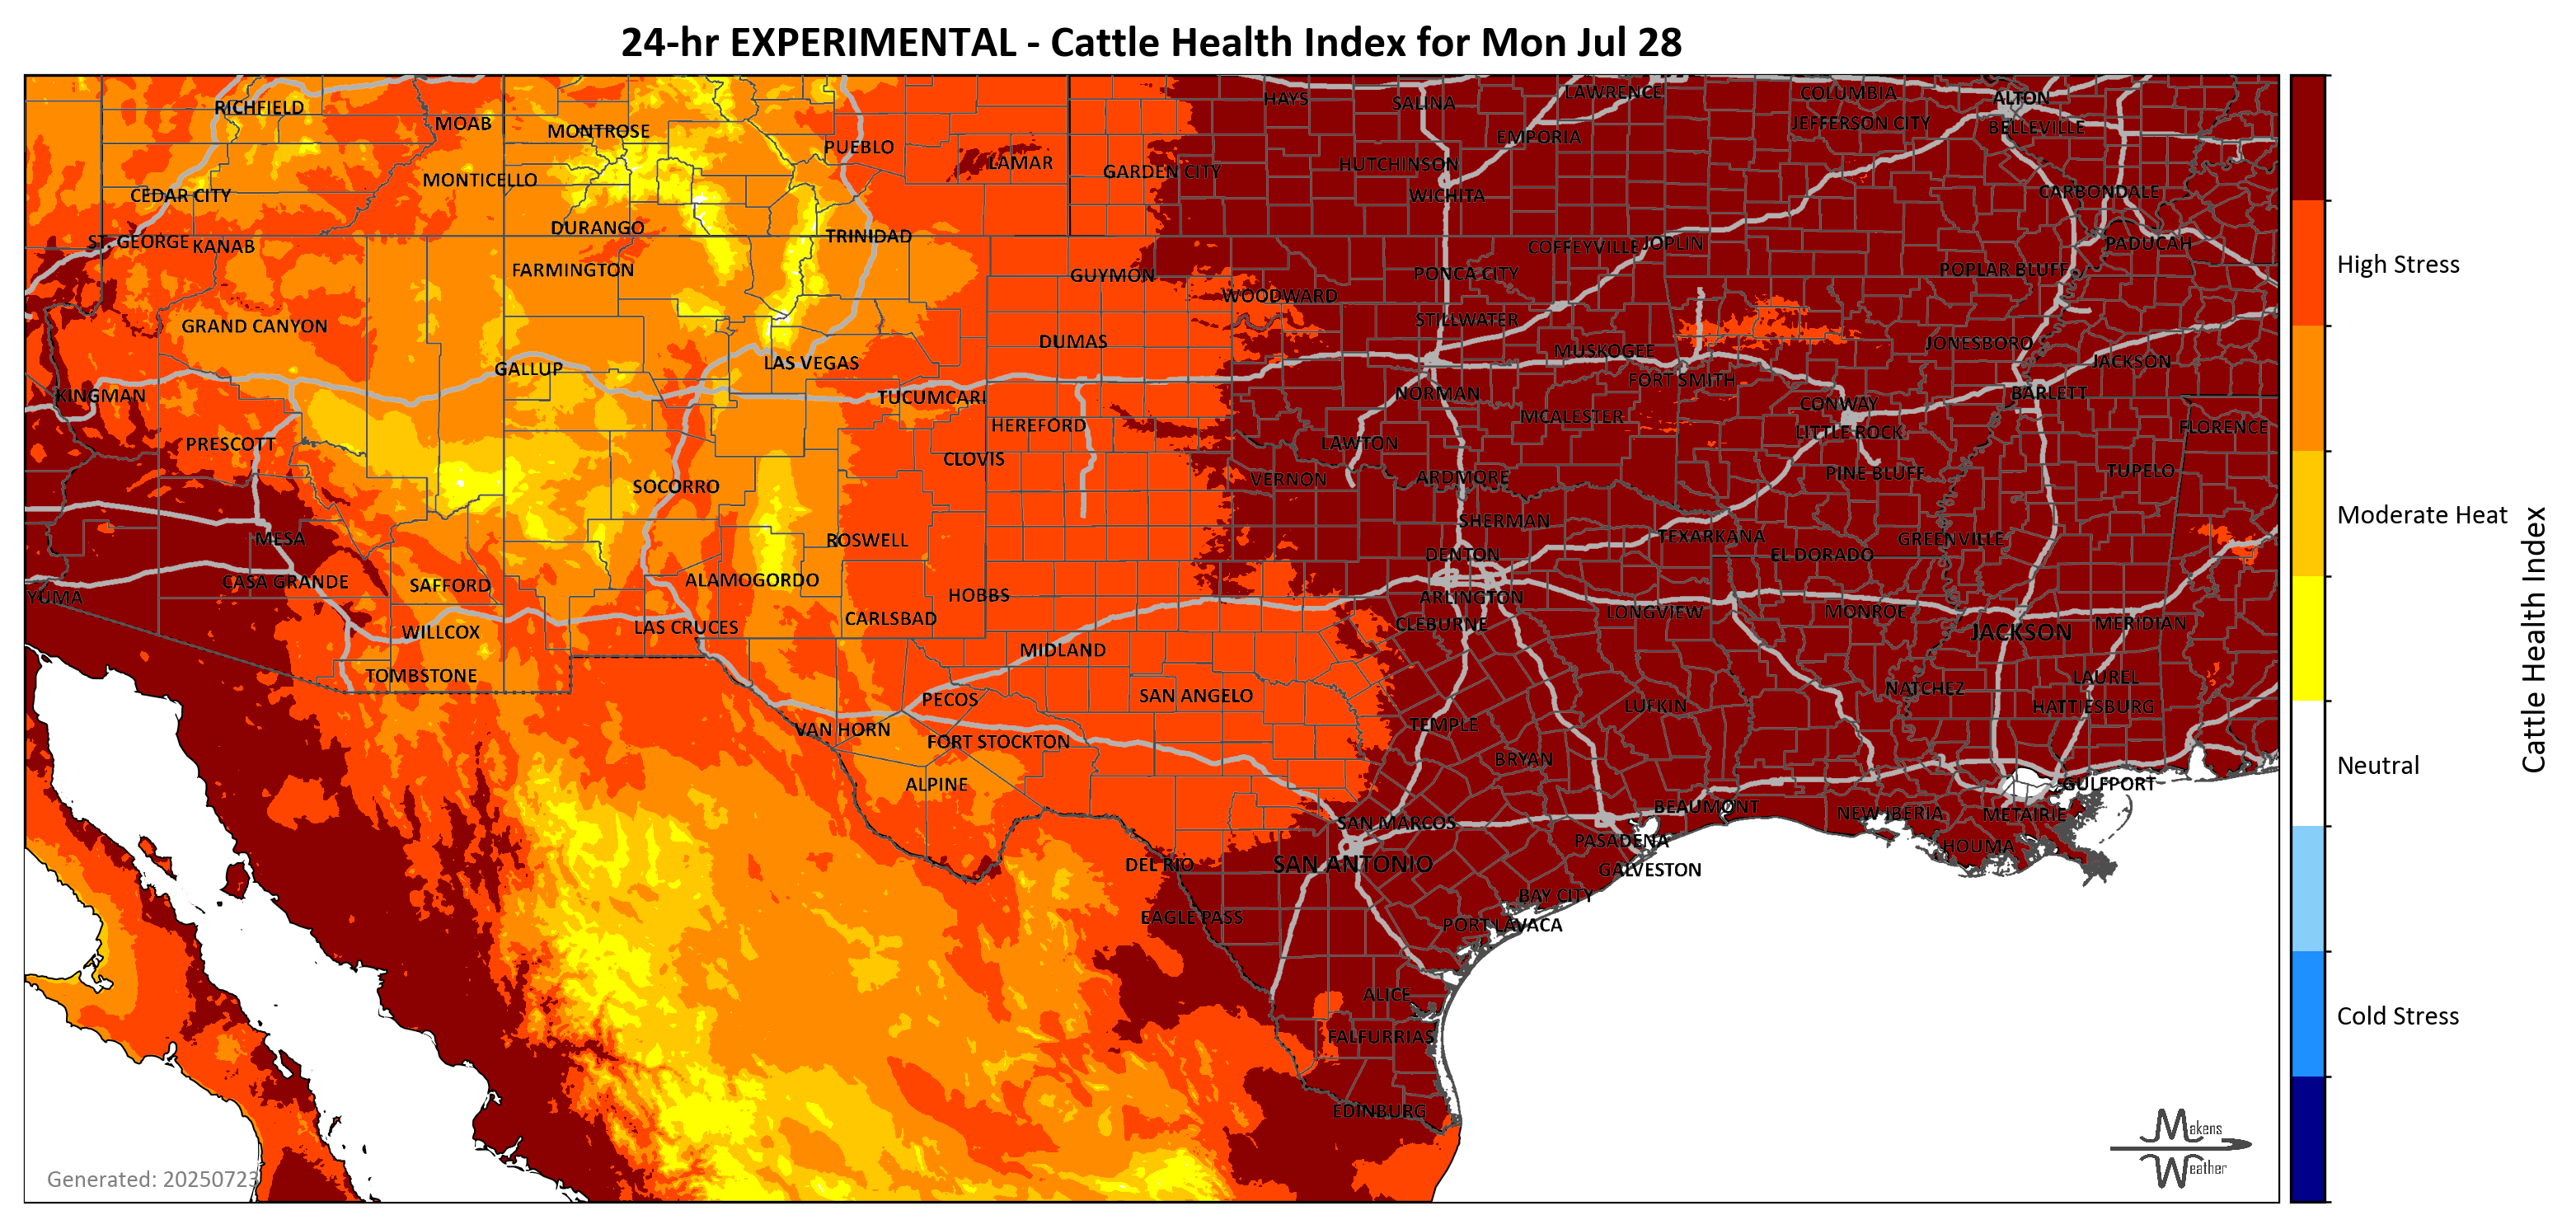 24-hr EXPERIMENTAL - Cattle Health Index for Mon Jul 28
HAYS
SALINA
LAWRENCE
COLUMBIA
ALTON
RICHFIELD
MOAB
MONTROSE
PUEBLO
EMPORIA
JEFFERSON CITY
BELLEVILLE
LAMAR
GARDEN CITY
HUTCHINSON
MONTICELLO
CEDAR CITY
WICHITA
CARBONDALE
DURANGO
TRINIDAD
ST. GEORGE
KANAB
COFFEYVILLE
JOPLIN
PADUCAH
High Stress
FARMINGTON
GUYMON
PONCA CITY
POPLAR BLUFF
WOODWARD
GRAND CANYON
STILLWATER
DUMAS
MUSKOGEE
JONESBORO
GALLUP
LAS VEGAS
JACKSON
FORT SMITH
KINGMAN
TUCUMCARI
NORMAN
CONWAY
BARLETT
HEREFORD
MCALESTER
LITTLE ROCK
FLORENCE
PRESCOTT
LAWTON
CLOVIS
PINE BLUFF
TUPELO
SOCORRO
VERNON
ARDMORE
Moderate Heat
SHERMAN
MESA
ROSWELL
TEXARKANA
GREENVILLE
DENTON
EL DORADO
CASA GRANDE
SAFFORD
ALAMOGORDO
YUMA
HOBBS
ARLINGTON
LONGVIEW
MONROE
CARLSBAD
CLEBURNE
MERIDIAN
WILLCOX
LAS CRUCES
JACKSON
Cattle Health Index
MIDLAND
TOMBSTONE
LAUREL
PECOS
SAN ANGELO
NATCHEZ
LUFKIN
HATTIESBURG
VAN HORN
TEMPLE
FORT STOCKTON
BRYAN
Neutral
ALPINE
GULFPORT
BEAUMONT
NEW IBERIA
METAIRIE
SAN MARCOS
PASADENA
HOUMA
DEL RIO
SAN ANTONIO
GALVESTON
BAY CITY
EAGLE PASS
PORT LAVACA
ALICE
Cold Stress
FALFURRIAS
EDINBURG
Makens
Weather
Generated: 20250723